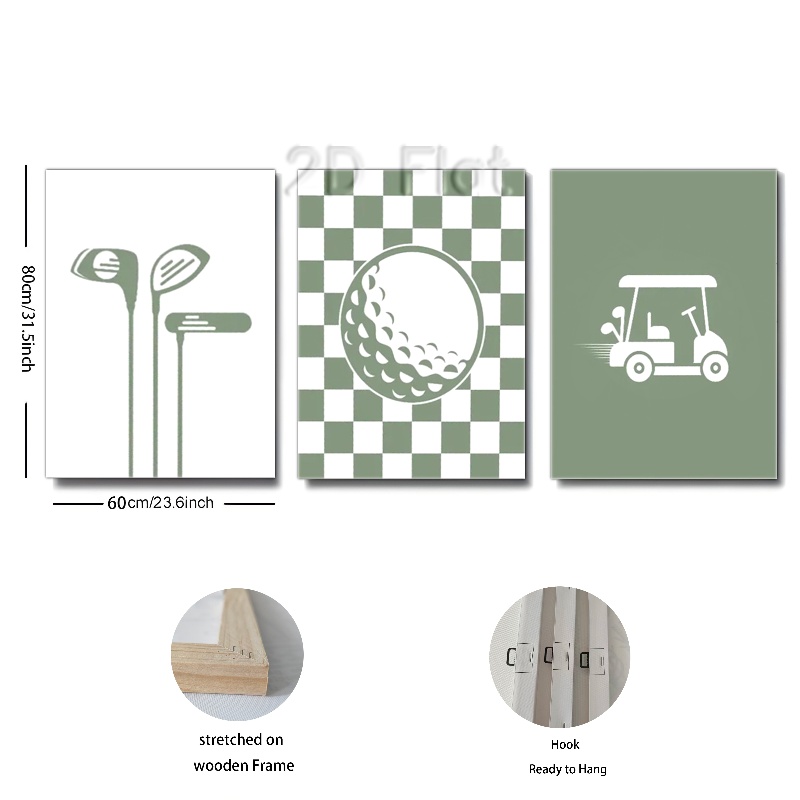 2D Flat
80cm/31.5inch
60cm/23.6inch
stretched on
wooden Frame
Hook
Ready to Hang